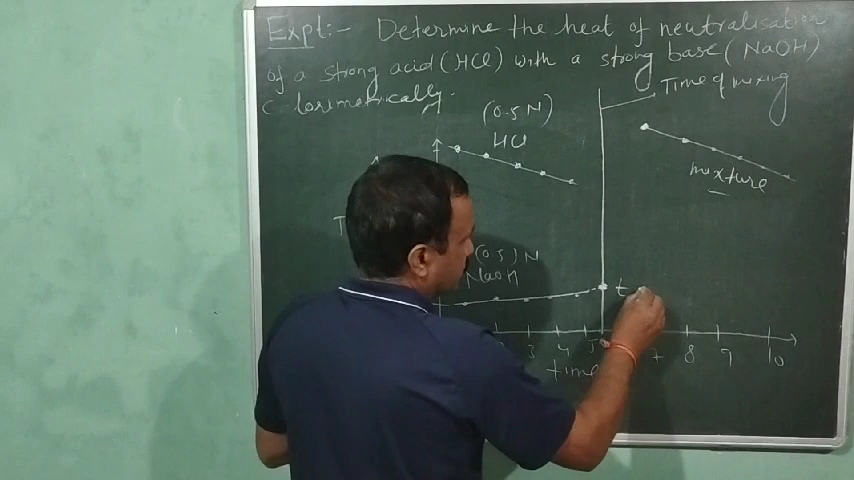 Expt:- Determine the heat of neutralisation
of a strong acid (HCl) with a strong base (NaOH)
Time of mixing
(0.5 N)
HCl
mixture
T
(0.5) N
NaOH
t
3 4 5 7 8 9 10
time